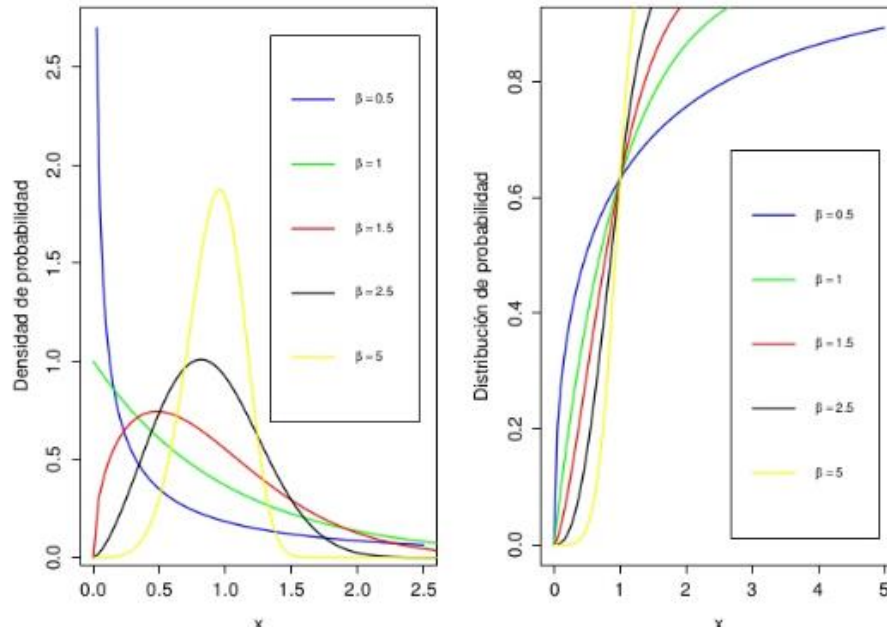 Densidad de probabilidad
0.0 0.5 1.0 1.5 2.0 2.5
β = 0.5
β = 1
β = 1.5
β = 2.5
β = 5
0.0 0.5 1.0 1.5 2.0 2.5
x
Distribución de probabilidad
0.0 0.2 0.4 0.6 0.8
β = 0.5
β = 1
β = 1.5
β = 2.5
β = 5
0 1 2 3 4 5
x